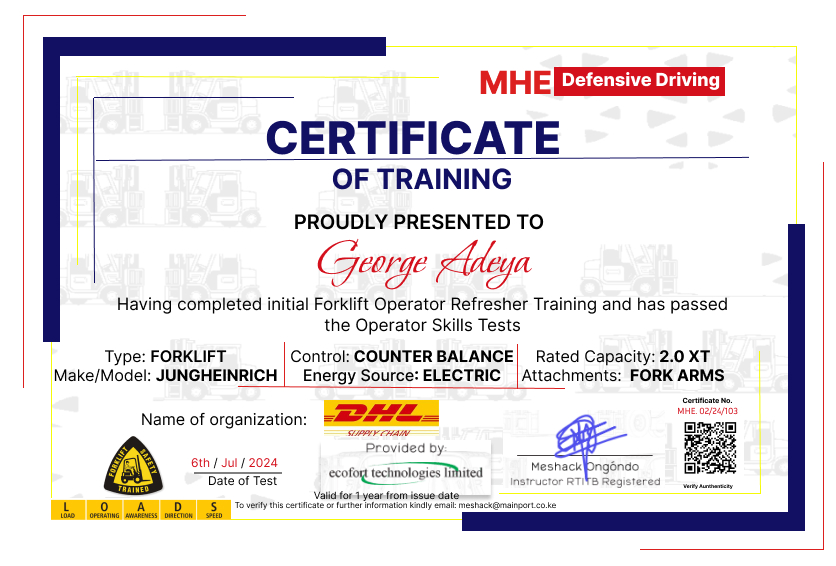 MHE Defensive Driving
CERTIFICATE
OF TRAINING
PROUDLY PRESENTED TO
George Adeya
Having completed initial Forklift Operator Refresher Training and has passed
the Operator Skills Tests
Type: FORKLIFT
Make/Model: JUNGHEINRICH
Control: COUNTER BALANCE
Energy Source: ELECTRIC
Rated Capacity: 2.0 XT
Attachments: FORK ARMS
Name of organization:
DHL
SUPPLY CHAIN
Provided by:
ecofort technologies limited
Valid for 1 year from issue date
FORKLIFT SAFETY
TRAINED
6th / Jul / 2024
Date of Test
Meshack Ongóndo
Instructor RTITB Registered
Certificate No.
MHE. 02/24/103
Verify Aunthenticity
L O A D S
LOAD OPERATING AWARENESS DIRECTION SPEED
To verify this certificate or further information kindly email: meshack@mainport.co.ke